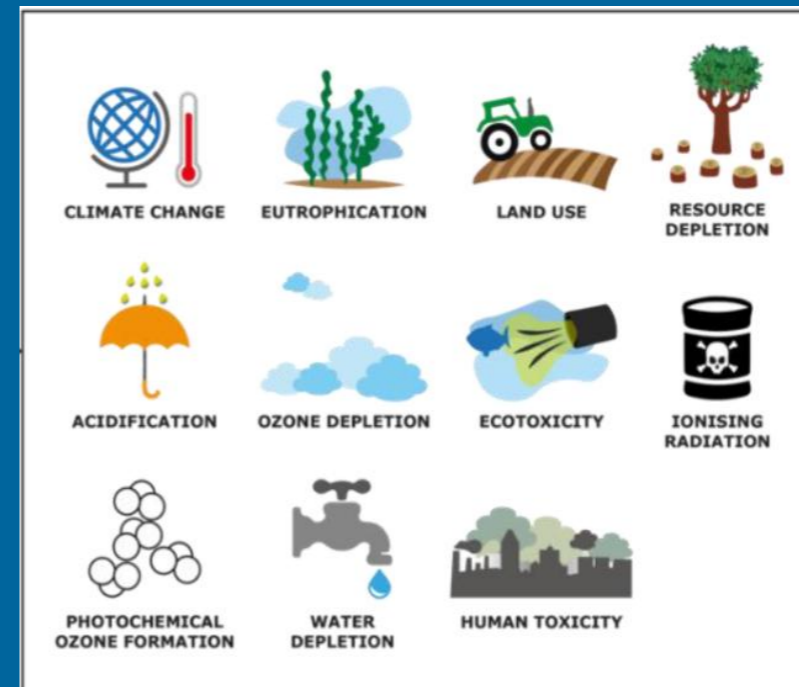 CLIMATE CHANGE
EUTROPHICATION
LAND USE
RESOURCE
DEPLETION
ACIDIFICATION
OZONE DEPLETION
ECOTOXICITY
IONISING
RADIATION
PHOTOCHEMICAL
OZONE FORMATION
WATER
DEPLETION
HUMAN TOXICITY